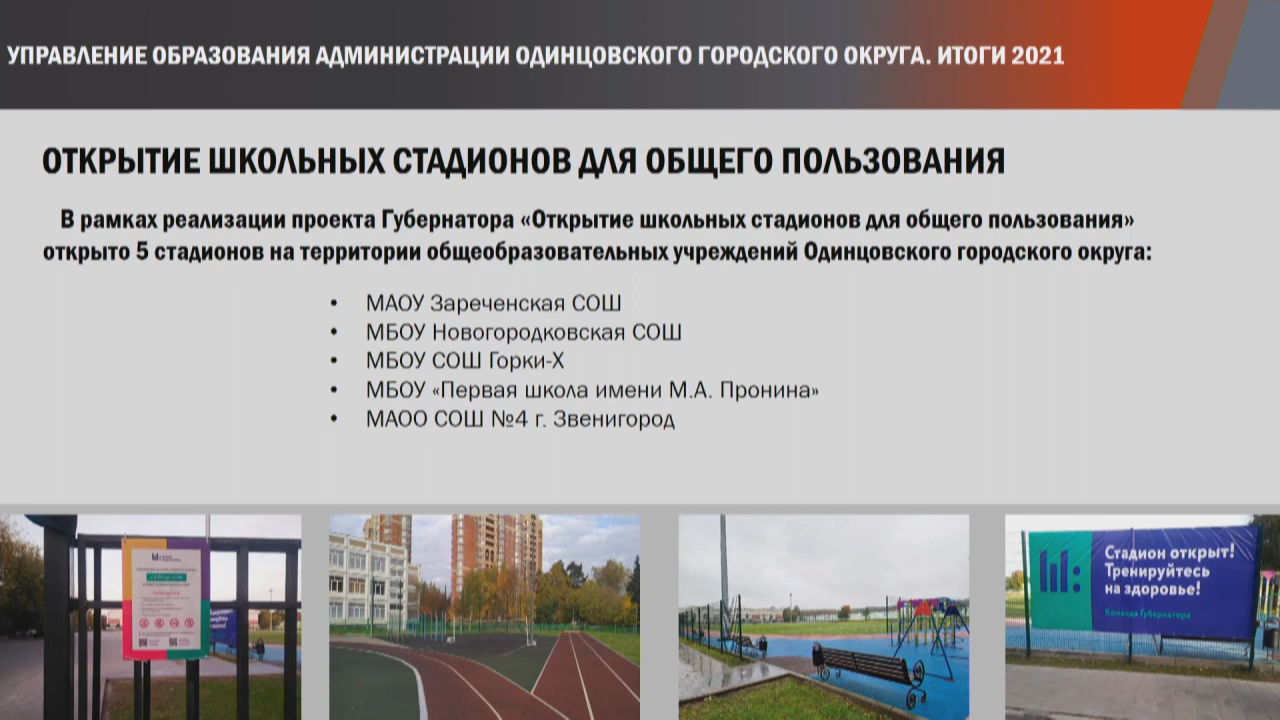 УПРАВЛЕНИЕ ОБРАЗОВАНИЯ АДМИНИСТРАЦИИ ОДИНЦОВСКОГО ГОРОДСКОГО ОКРУГА. ИТОГИ 2021
ОТКРЫТИЕ ШКОЛЬНЫХ СТАДИОНОВ ДЛЯ ОБЩЕГО ПОЛЬЗОВАНИЯ
В рамках реализации проекта Губернатора «Открытие школьных стадионов для общего пользования»
открыто 5 стадионов на территории общеобразовательных учреждений Одинцовского городского округа:
• МАОУ Зареченская СОШ
• МБОУ Новогородковская СОШ
• МБОУ СОШ Горки-Х
• МБОУ «Первая школа имени М.А. Пронина»
• МАОО СОШ №4 г. Звенигород
Стадион открыт!
Тренируйтесь
на здоровье!
Команда Губернатора